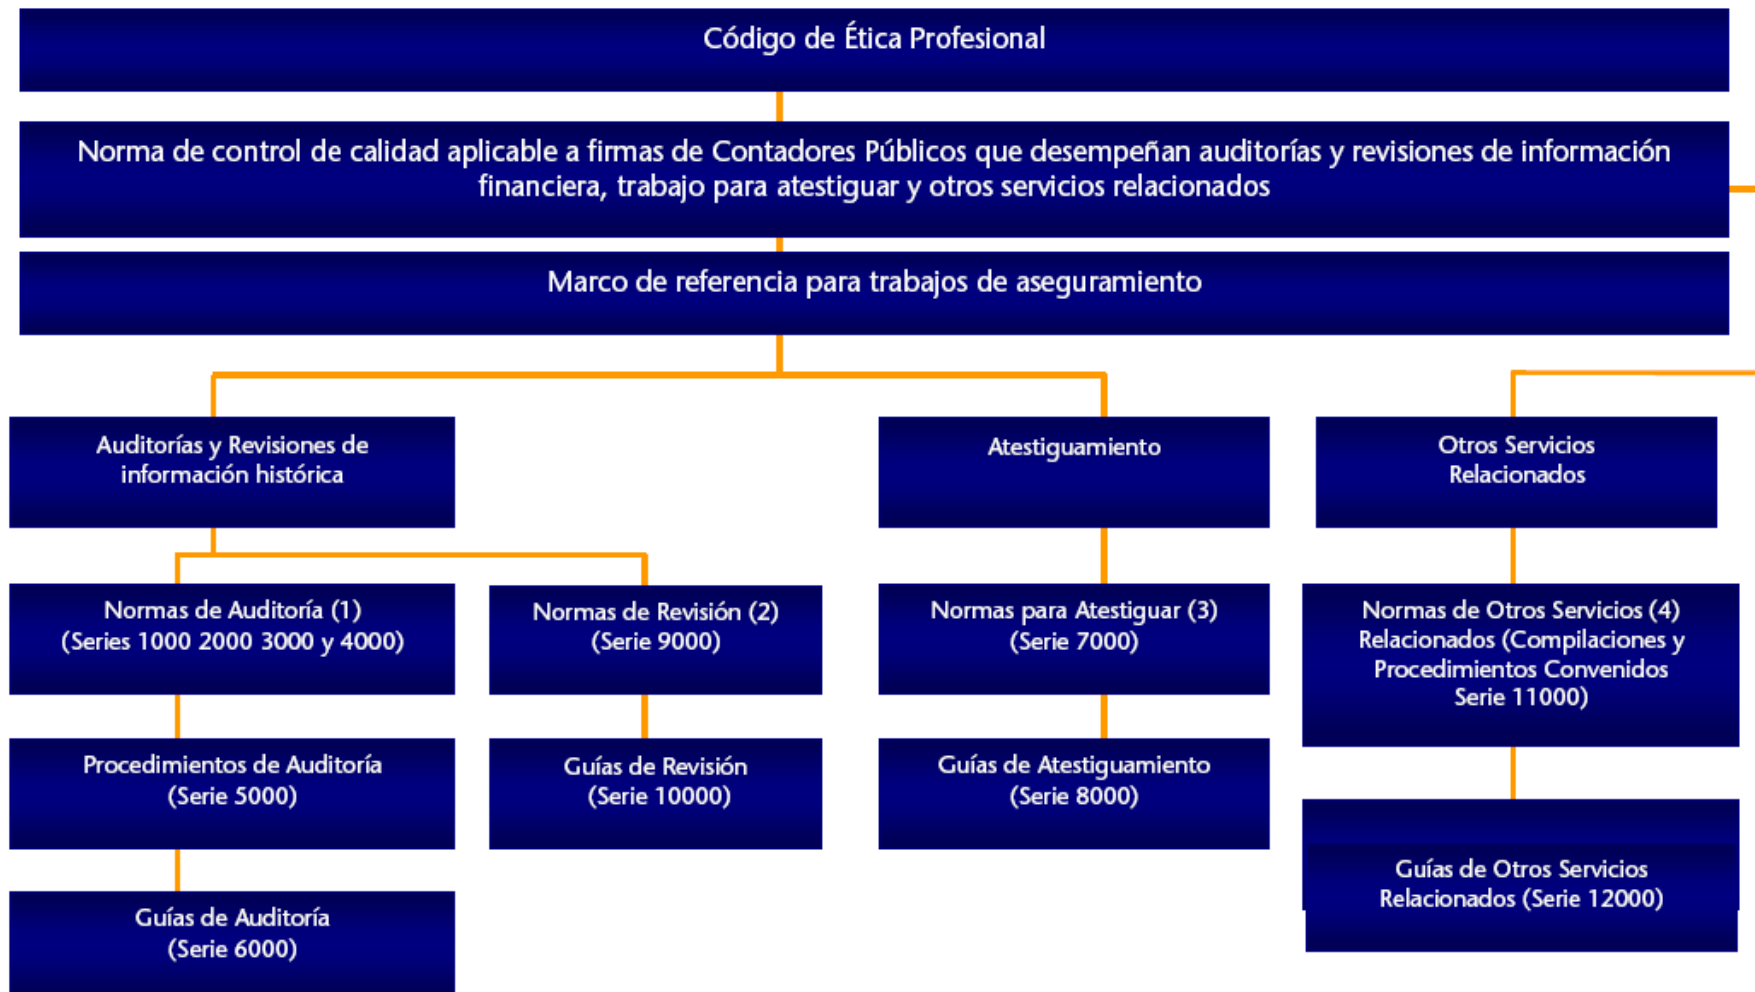 Código de Ética Profesional
Norma de control de calidad aplicable a firmas de Contadores Públicos que desempeñan auditorías y revisiones de información
financiera, trabajo para atestiguar y otros servicios relacionados
Marco de referencia para trabajos de aseguramiento
Auditorías y Revisiones de
información histórica
Atestiguamiento
Otros Servicios
Relacionados
Normas de Auditoría (1)
(Series 1000 2000 3000 y 4000)
Normas de Revisión (2)
(Serie 9000)
Normas para Atestiguar (3)
(Serie 7000)
Normas de Otros Servicios (4)
Relacionados (Compilaciones y
Procedimientos Convenidos
Serie 11000)
Procedimientos de Auditoría
(Serie 5000)
Guías de Revisión
(Serie 10000)
Guías de Atestiguamiento
(Serie 8000)
Guías de Otros Servicios
Relacionados (Serie 12000)
Guías de Auditoría
(Serie 6000)